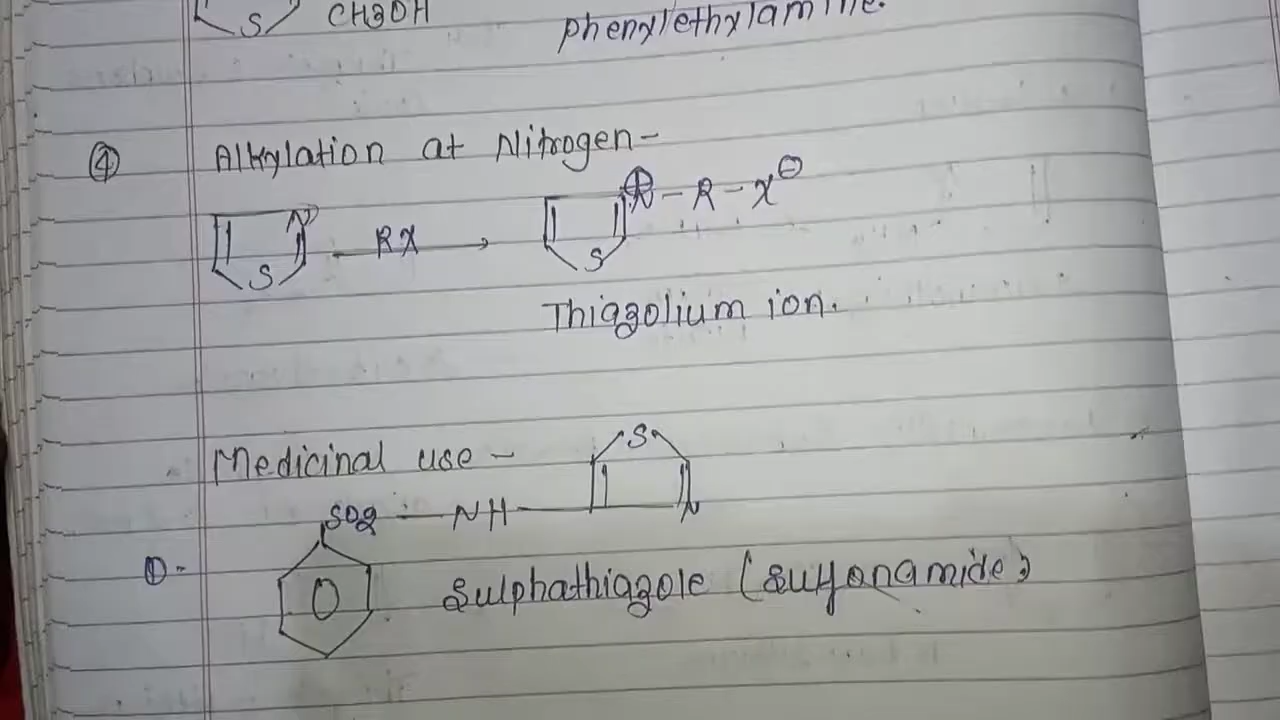 S CH2OH
phenylethylamine.
④ Alkylation at Nitrogen-
N S — RX → S N⊕ - R - X⊖
Thiazolium ion.
Medicinal use - S
SO2 — NH — N
①- Sulphathiazole (sulfonamide)